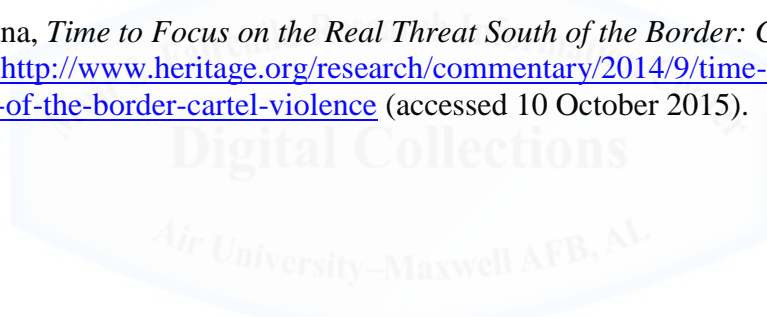 na, Time to Focus on the Real Threat South of the Border: C
http://www.heritage.org/research/commentary/2014/9/time-
-of-the-border-cartel-violence (accessed 10 October 2015).
Digital Collections
Air University–Maxwell AFB, AL